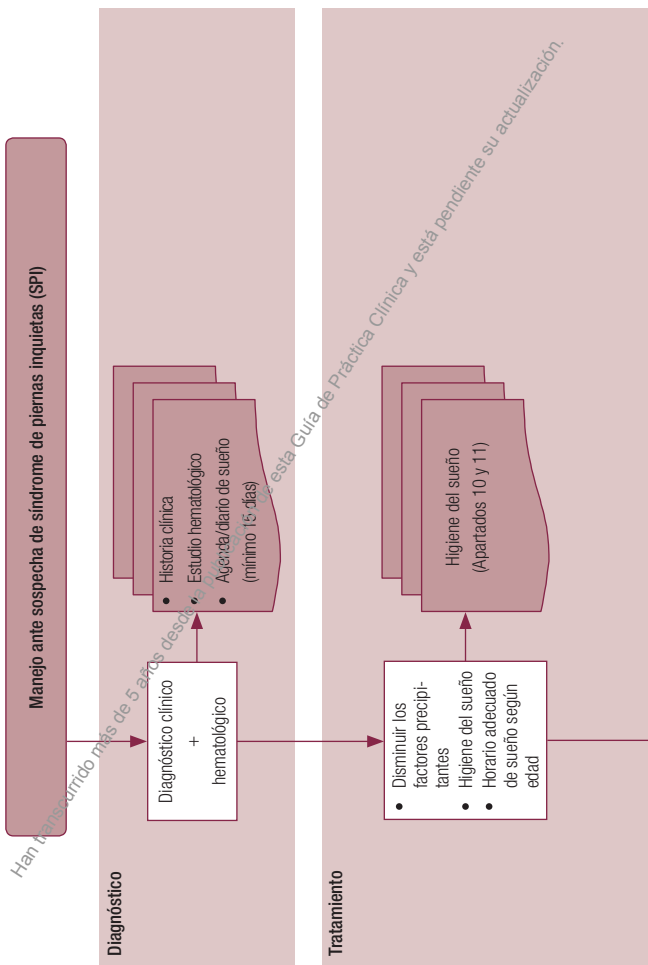 Manejo ante sospecha de síndrome de piernas inquietas (SPI)
Diagnóstico
Diagnóstico clínico
+
hematológico
• Historia clínica
• Estudio hematológico
• Agenda/diario de sueño
(mínimo 15 días)
Tratamiento
• Disminuir los
factores precipi-
tantes
• Higiene del sueño
• Horario adecuado
de sueño según
edad
Higiene del sueño
(Apartados 10 y 11)
Han transcurrido más de 5 años desde la publicación de esta Guía de Práctica Clínica y está pendiente su actualización.